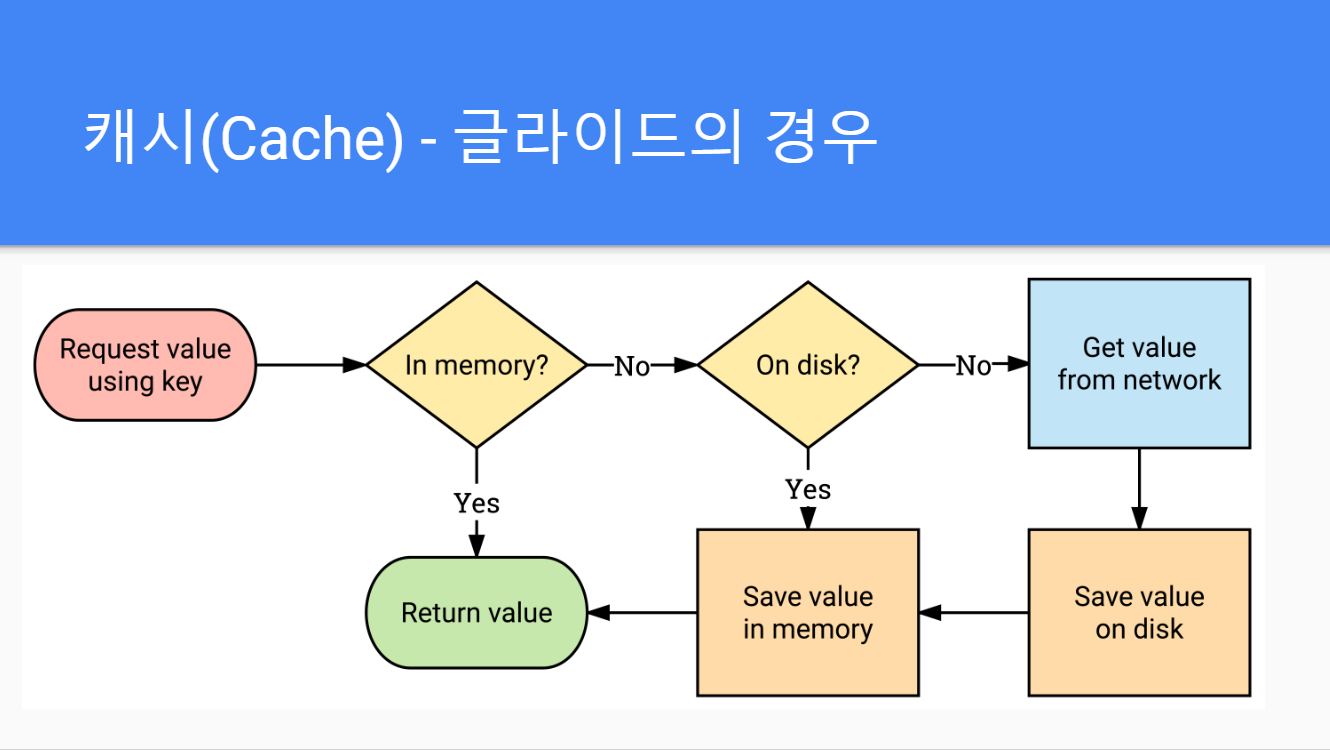 캐시(Cache) - 글라이드의 경우
Request value
using key
In memory?
No
On disk?
No
Get value
from network
Yes
Yes
Return value
Save value
in memory
Save value
on disk